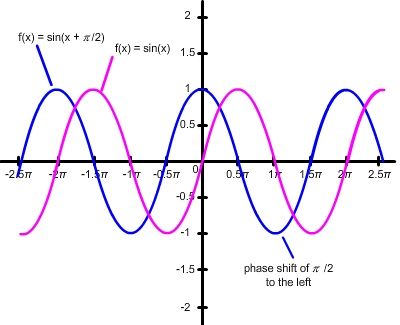 2
f(x) = sin(x + π /2)
f(x) = sin(x)
1.5
1
0.5
0
-2.5π -2π -1.5π -1π -0.5π 0.5π 1π 1.5π 2π 2.5π
-0.5
-1
-1.5
phase shift of π /2
to the left
-2